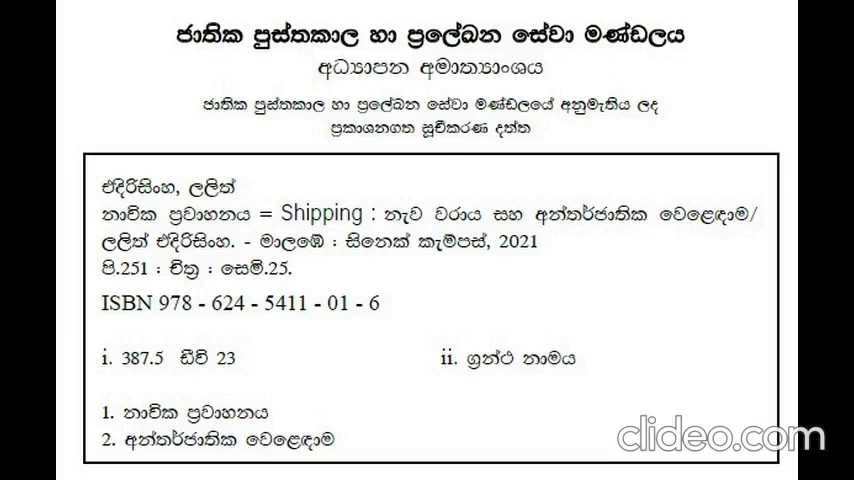 ජාතික පුස්තකාල හා ප්‍රලේඛන සේවා මණ්ඩලය
අධ්‍යාපන අමාත්‍යාංශය
ජාතික පුස්තකාල හා ප්‍රලේඛන සේවා මණ්ඩලයේ අනුමැතිය ලද
ප්‍රකාශනගත සූචීකරණ දත්ත
එදිරිසිංහ, ලලිත්
නාවික ප්‍රවාහනය = Shipping : නැව වරාය සහ අන්තර්ජාතික වෙළෙඳාම/
ලලිත් එදිරිසිංහ. - මාලඹේ : සිනෙක් කැම්පස්, 2021
පි.251 : චිත්‍ර : සෙමී.25.
ISBN 978 - 624 - 5411 - 01 - 6
i. 387.5 ඩීවි 23 ii. ග්‍රන්ථ නාමය
1. නාවික ප්‍රවාහනය
2. අන්තර්ජාතික වෙළෙඳාම
clideo.com